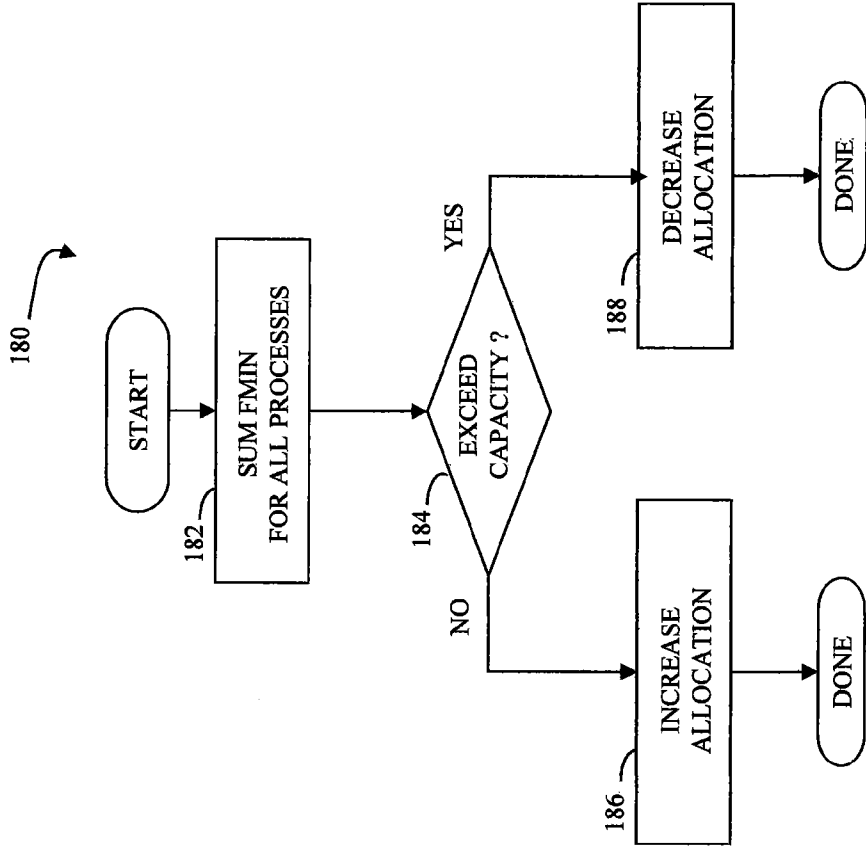 180
START
182
SUM FMIN
FOR ALL PROCESSES
184
EXCEED
CAPACITY ?
NO
YES
186
INCREASE
ALLOCATION
188
DECREASE
ALLOCATION
DONE
DONE